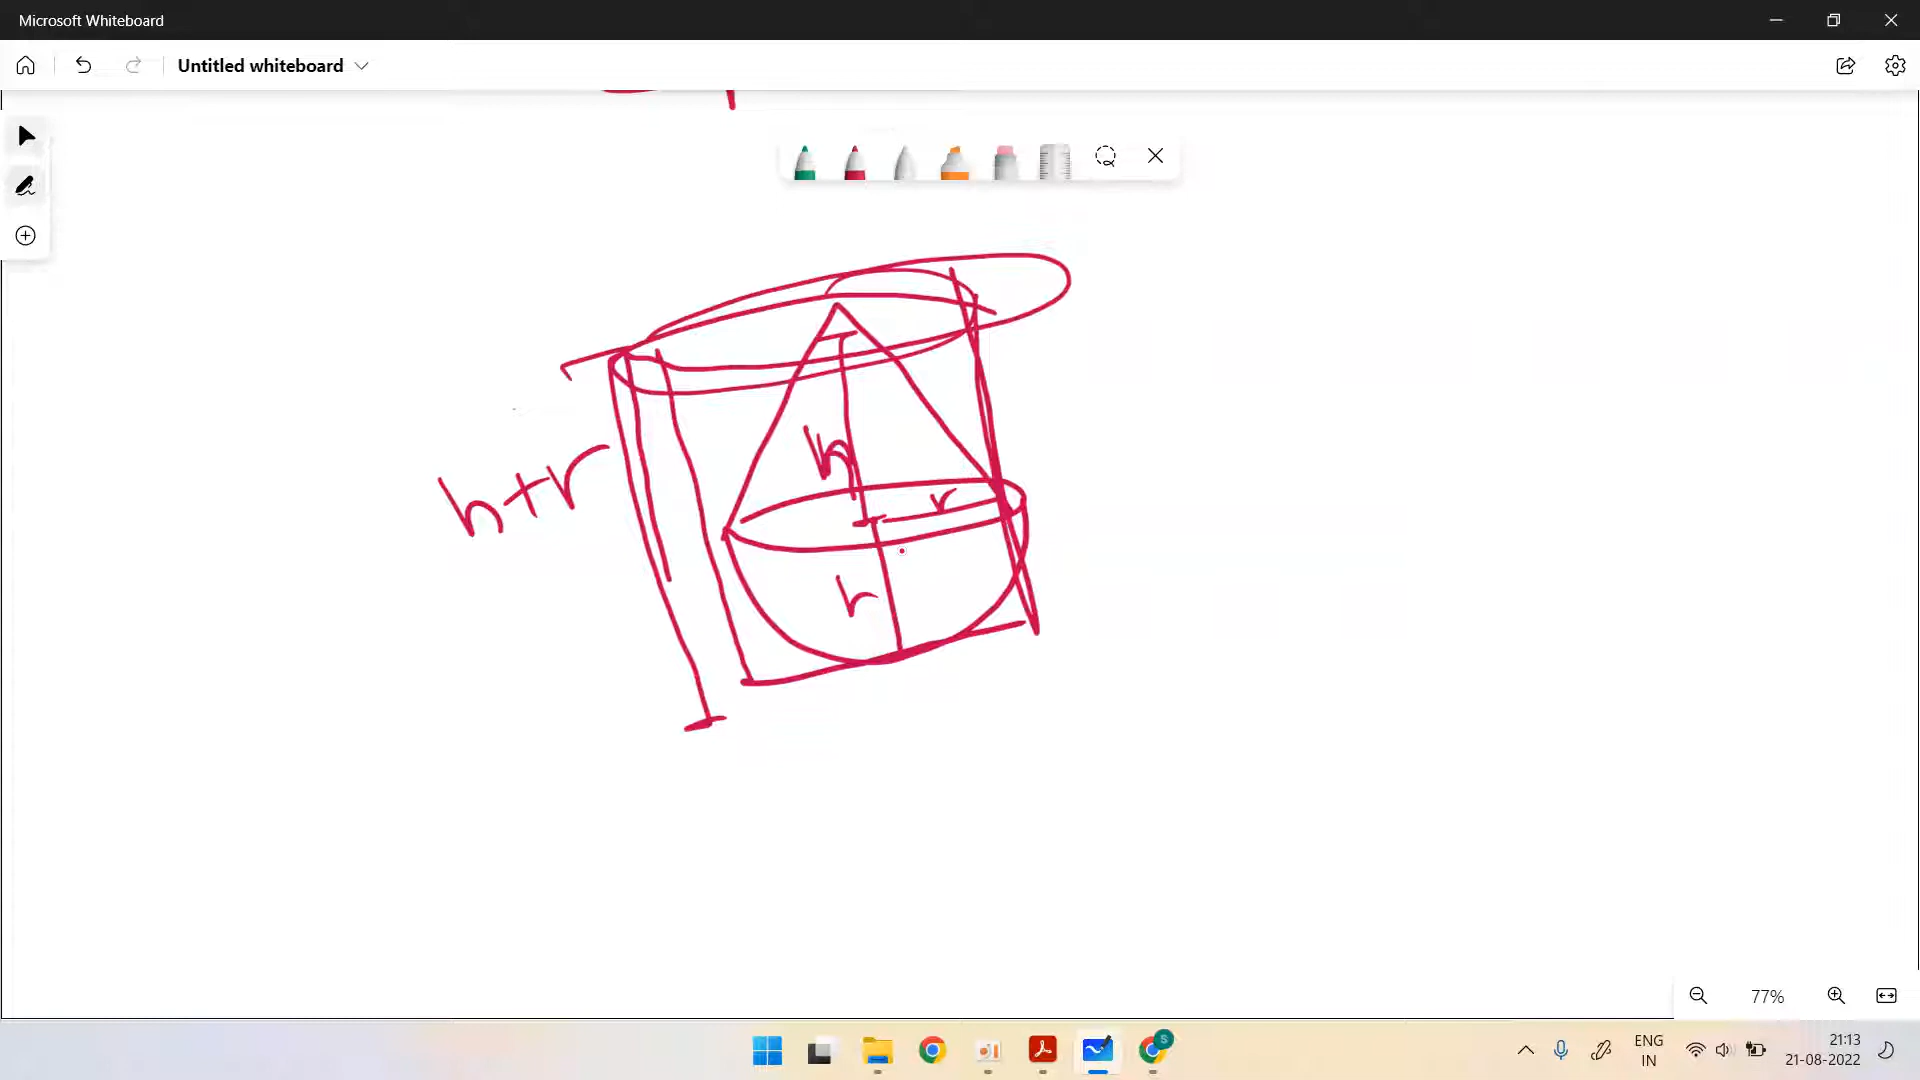 Microsoft Whiteboard
Untitled whiteboard
h
h+r
r
r
77%
S
ENG
IN
21:13
21-08-2022